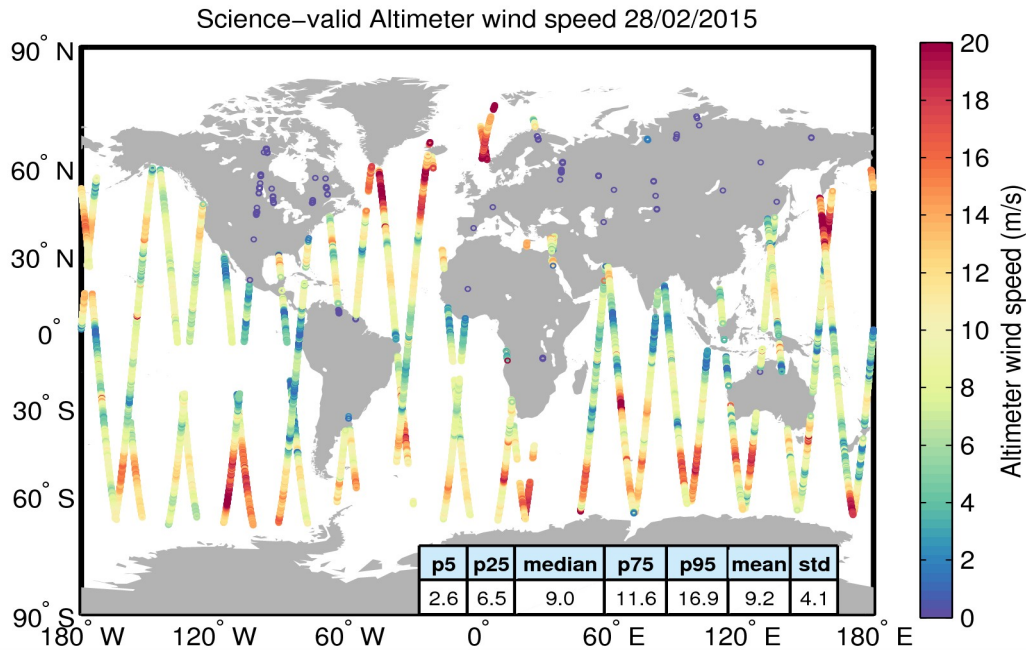 Science−valid Altimeter wind speed 28/02/2015
90° N
60° N
30° N
0°
30° S
60° S
90° S
180° W
120° W
60° W
0°
60° E
120° E
180° E
p5 p25 median p75 p95 mean std
2.6 6.5 9.0 11.6 16.9 9.2 4.1
20
18
16
14
12
10
8
6
4
2
0
Altimeter wind speed (m/s)